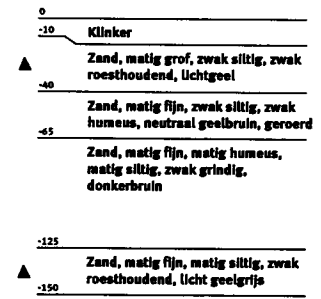 0
-10
Klinker
Zand, matig grof, zwak siltig, zwak
roesthoudend, lichtgeel
-40
Zand, matig fijn, zwak siltig, zwak
humeus, neutraal geelbruin, geroerd
-65
Zand, matig fijn, matig humeus,
matig siltig, zwak grindig,
donkerbruin
-125
Zand, matig fijn, matig siltig, zwak
roesthoudend, licht geelgrijs
-150